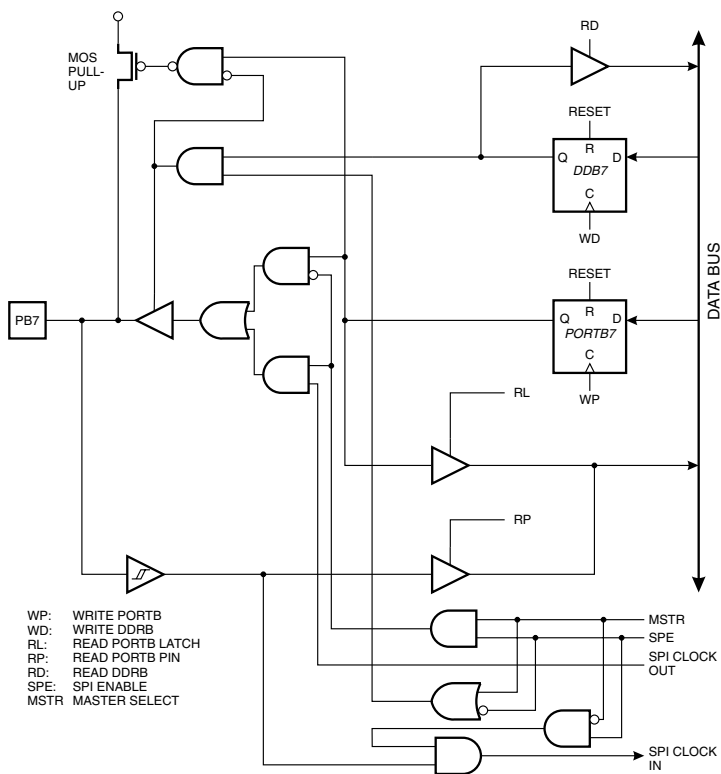 RD
MOS
PULL-
UP
RESET
R
Q
D
DDB7
C
WD
RESET
R
Q
D
PORTB7
C
WP
DATA BUS
PB7
RL
RP
WP: WRITE PORTB
WD: WRITE DDRB
RL: READ PORTB LATCH
RP: READ PORTB PIN
RD: READ DDRB
SPE: SPI ENABLE
MSTR MASTER SELECT
MSTR
SPE
SPI CLOCK
OUT
SPI CLOCK
IN